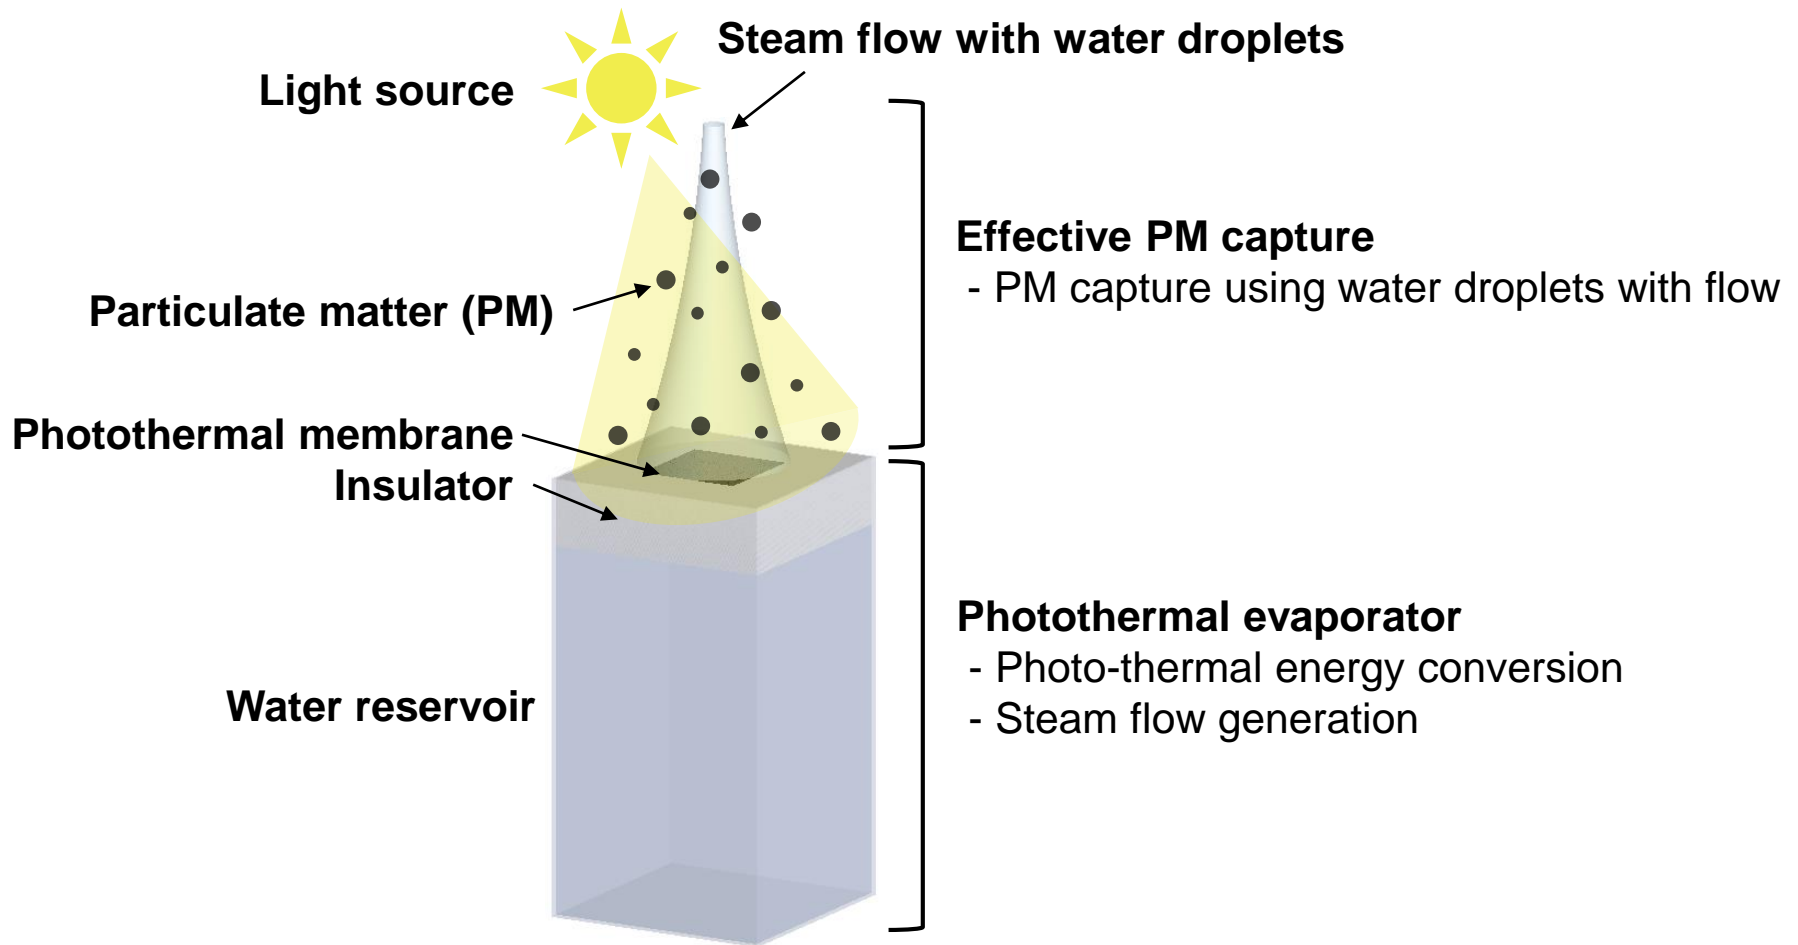 Steam flow with water droplets
Light source
Effective PM capture
- PM capture using water droplets with flow
Particulate matter (PM)
Photothermal membrane
Insulator
Photothermal evaporator
- Photo-thermal energy conversion
- Steam flow generation
Water reservoir